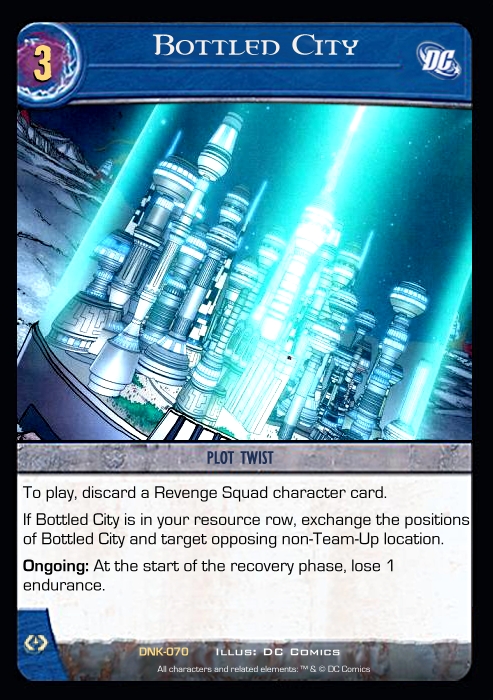 Bottled City
3
DC
PLOT TWIST
To play, discard a Revenge Squad character card.
If Bottled City is in your resource row, exchange the positions
of Bottled City and target opposing non-Team-Up location.
Ongoing: At the start of the recovery phase, lose 1
endurance.
DNK-070 Illus: DC Comics
All characters and related elements: ™ & © DC Comics